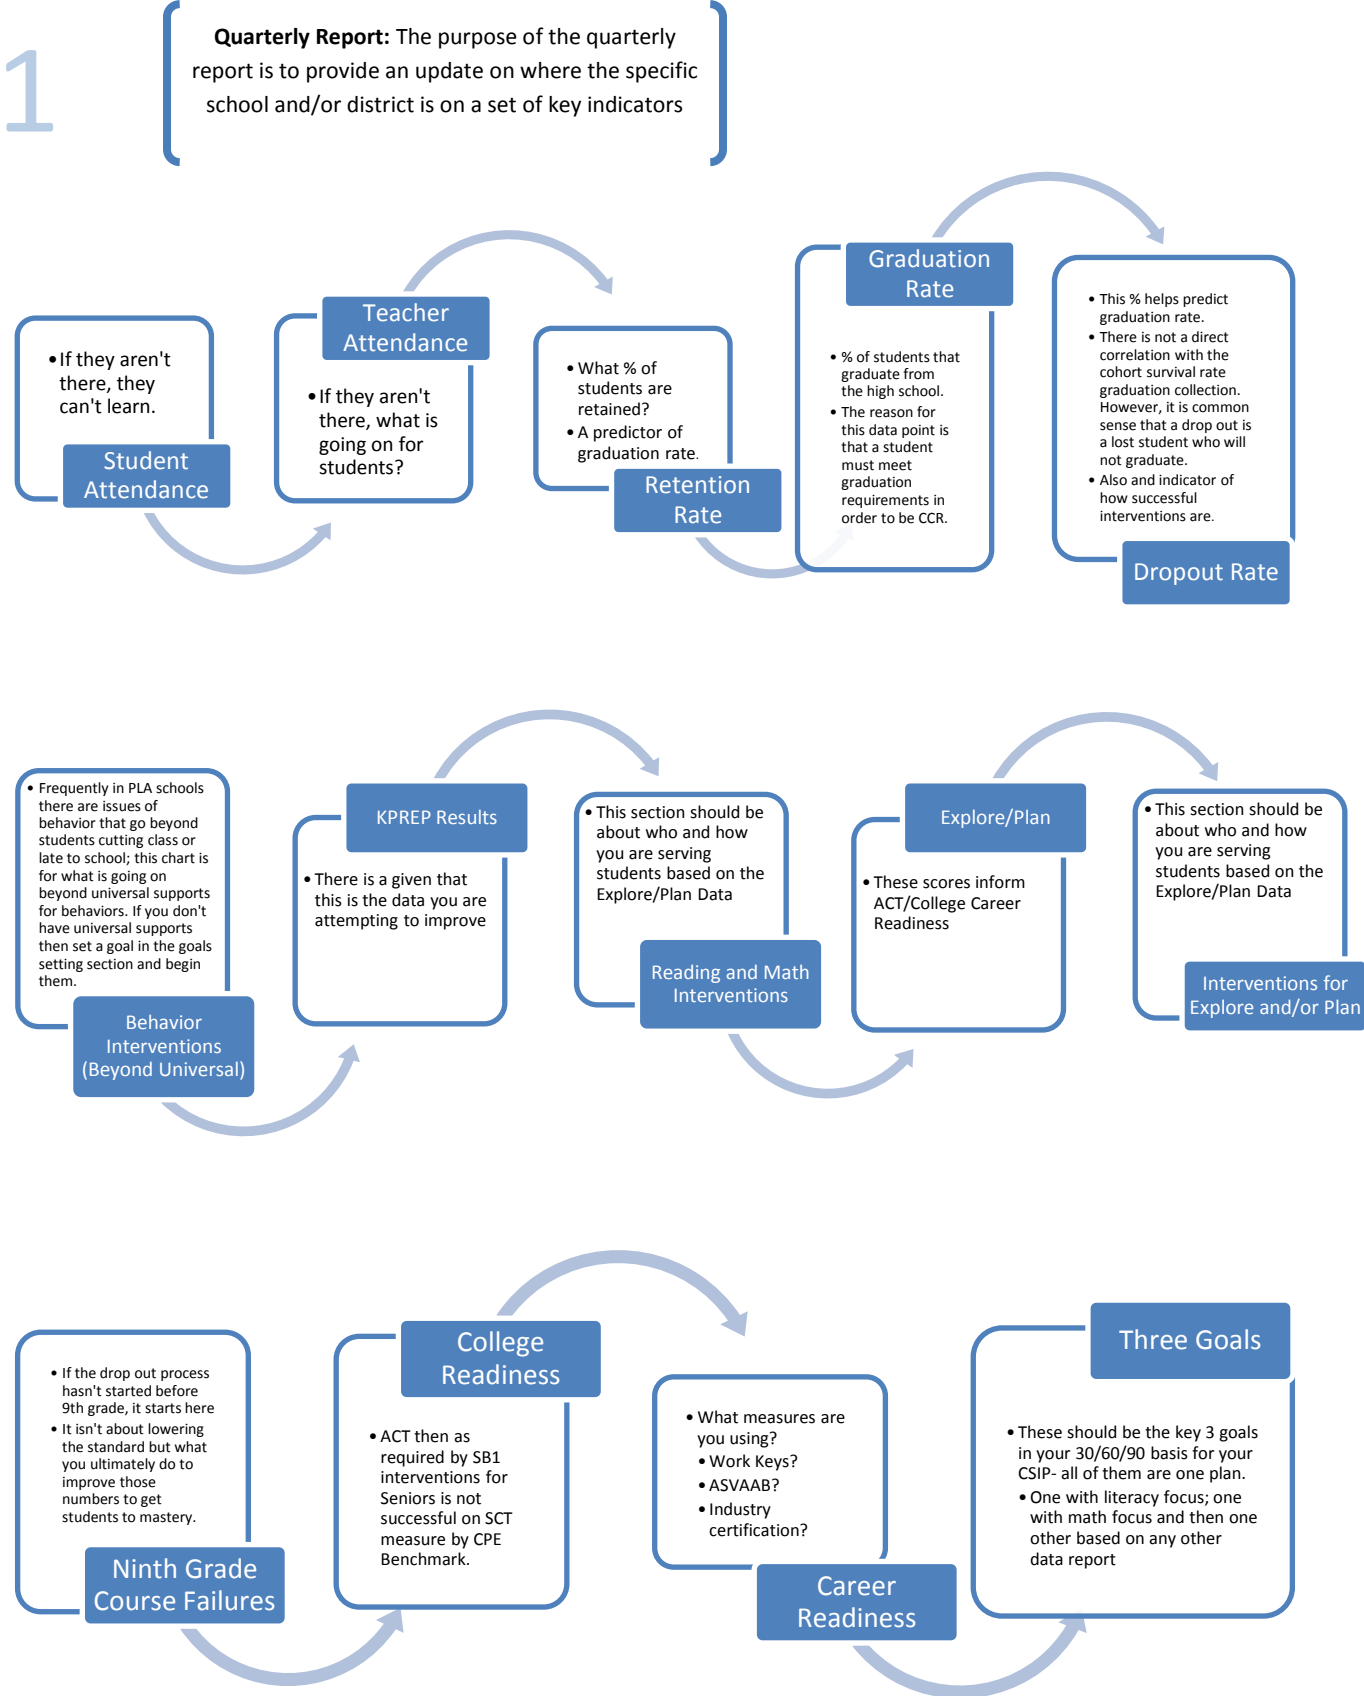 1
Quarterly Report: The purpose of the quarterly
report is to provide an update on where the specific
school and/or district is on a set of key indicators
• If they aren't
there, they
can't learn.
Student
Attendance
Teacher
Attendance
• If they aren't
there, what is
going on for
students?
• What % of
students are
retained?
• A predictor of
graduation rate.
Retention
Rate
Graduation
Rate
• % of students that
graduate from
the high school.
• The reason for
this data point is
that a student
must meet
graduation
requirements in
order to be CCR.
• This % helps predict
graduation rate.
• There is not a direct
correlation with the
cohort survival rate
graduation collection.
However, it is common
sense that a drop out is
a lost student who will
not graduate.
• Also and indicator of
how successful
interventions are.
Dropout Rate
• Frequently in PLA schools
there are issues of
behavior that go beyond
students cutting class or
late to school; this chart is
for what is going on
beyond universal supports
for behaviors. If you don't
have universal supports
then set a goal in the goals
setting section and begin
them.
Behavior
Interventions
(Beyond Universal)
KPREP Results
• There is a given that
this is the data you are
attempting to improve
• This section should be
about who and how
you are serving
students based on the
Explore/Plan Data
Reading and Math
Interventions
Explore/Plan
• These scores inform
ACT/College Career
Readiness
• This section should be
about who and how
you are serving
students based on the
Explore/Plan Data
Interventions for
Explore and/or Plan
• If the drop out process
hasn't started before
9th grade, it starts here
• It isn't about lowering
the standard but what
you ultimately do to
improve those
numbers to get
students to mastery.
Ninth Grade
Course Failures
College
Readiness
• ACT then as
required by SB1
interventions for
Seniors is not
successful on SCT
measure by CPE
Benchmark.
• What measures are
you using?
• Work Keys?
• ASVAAB?
• Industry
certification?
Career
Readiness
Three Goals
• These should be the key 3 goals
in your 30/60/90 basis for your
CSIP- all of them are one plan.
• One with literacy focus; one
with math focus and then one
other based on any other
data report